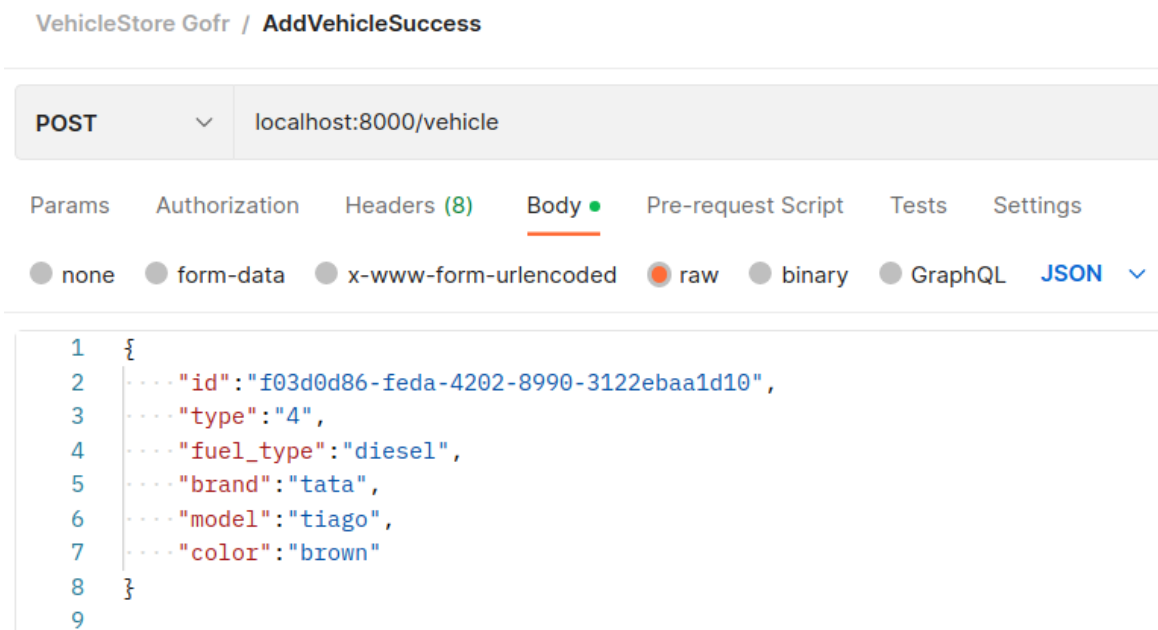 VehicleStore Gofr / AddVehicleSuccess
POST localhost:8000/vehicle
Params Authorization Headers (8) Body Pre-request Script Tests Settings
none form-data x-www-form-urlencoded raw binary GraphQL JSON
1 {
2 "id":"f03d0d86-feda-4202-8990-3122ebaa1d10",
3 "type":"4",
4 "fuel_type":"diesel",
5 "brand":"tata",
6 "model":"tiago",
7 "color":"brown"
8 }
9